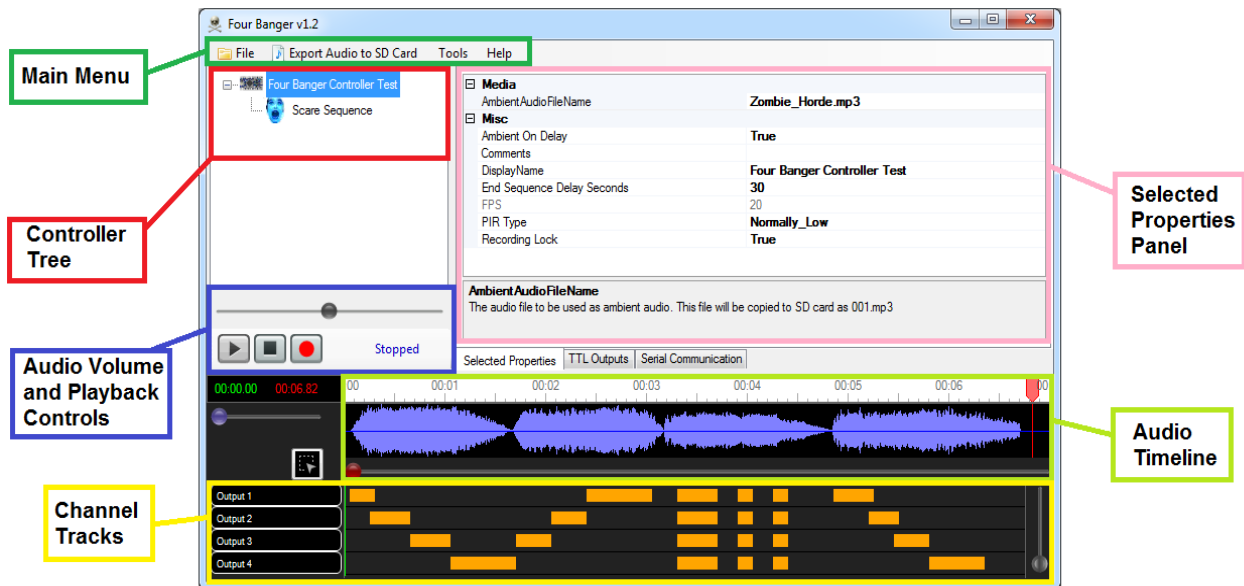 Four Banger v1.2
Main Menu
File Export Audio to SD Card Tools Help
Four Banger Controller Test
Scare Sequence
Controller
Tree
Media
AmbientAudioFileName Zombie_Horde.mp3
Misc
Ambient On Delay True
Comments
DisplayName Four Banger Controller Test
End Sequence Delay Seconds 30
FPS 20
PIR Type Normally_Low
Recording Lock True
AmbientAudioFileName
The audio file to be used as ambient audio. This file will be copied to SD card as 001.mp3
Selected
Properties
Panel
Audio Volume
and Playback
Controls
Stopped
Selected Properties TTL Outputs Serial Communication
00:00.00 00:06.82 00 00:01 00:02 00:03 00:04 00:05 00:06 00
Audio
Timeline
Channel
Tracks
Output 1
Output 2
Output 3
Output 4